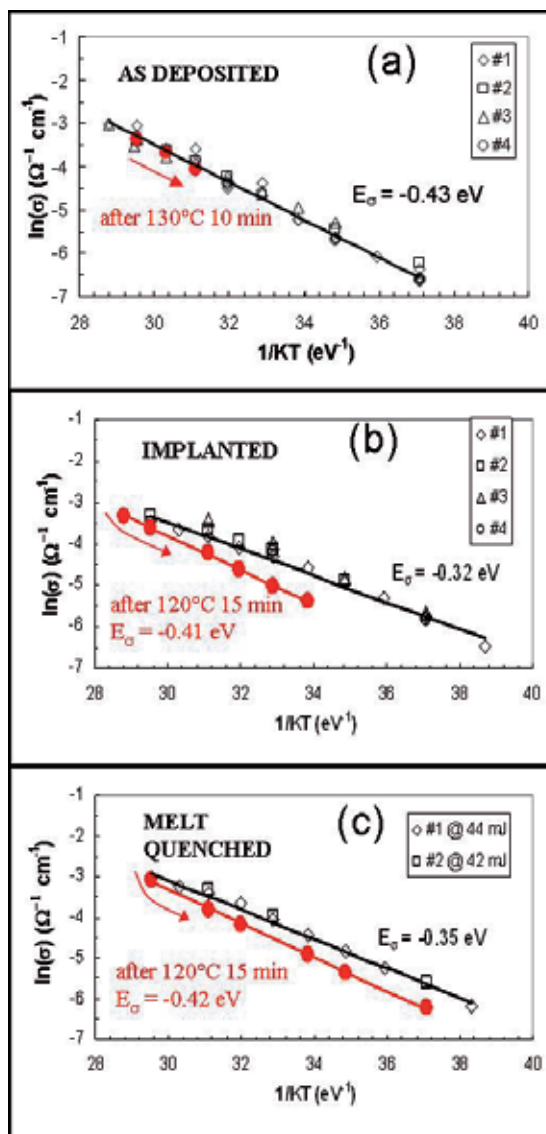 (a)
AS DEPOSITED
◇ #1
□ #2
△ #3
○ #4
ln(σ) (Ω⁻¹ cm⁻¹)
-1
-2
-3
-4
-5
-6
-7
after 130°C 10 min
Eσ = -0.43 eV
28 30 32 34 36 38 40
1/KT (eV⁻¹)
(b)
IMPLANTED
◇ #1
□ #2
△ #3
○ #4
ln(σ) (Ω⁻¹ cm⁻¹)
-1
-2
-3
-4
-5
-6
-7
Eσ = -0.32 eV
after 120°C 15 min
Eσ = -0.41 eV
28 30 32 34 36 38 40
1/KT (eV⁻¹)
(c)
MELT
QUENCHED
◇ #1 @ 44 mJ
□ #2 @ 42 mJ
ln(σ) (Ω⁻¹ cm⁻¹)
-1
-2
-3
-4
-5
-6
-7
Eσ = -0.35 eV
after 120°C 15 min
Eσ = -0.42 eV
28 30 32 34 36 38 40
1/KT (eV⁻¹)